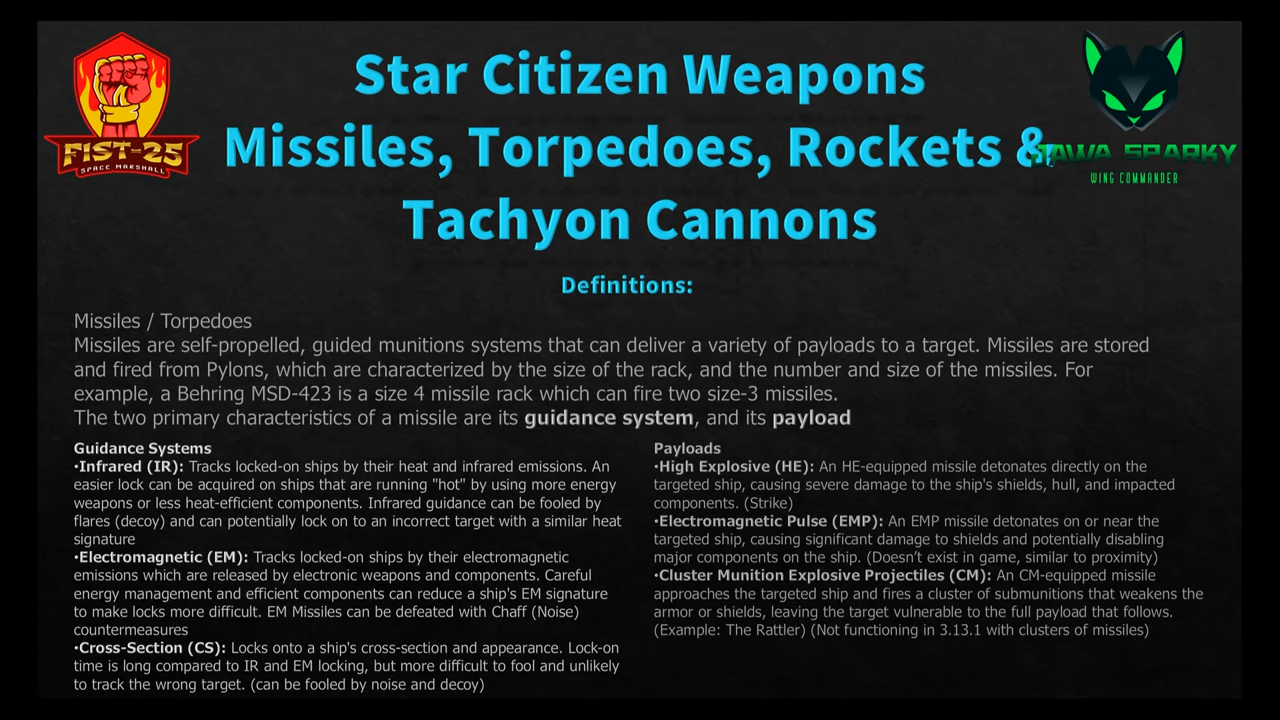 Star Citizen Weapons
Missiles, Torpedoes, Rockets &
Tachyon Cannons
FIST-25
SPACE MARSHALL
JAWA SPARKY
WING COMMANDER
Definitions:
Missiles / Torpedoes
Missiles are self-propelled, guided munitions systems that can deliver a variety of payloads to a target. Missiles are stored
and fired from Pylons, which are characterized by the size of the rack, and the number and size of the missiles. For
example, a Behring MSD-423 is a size 4 missile rack which can fire two size-3 missiles.
The two primary characteristics of a missile are its guidance system, and its payload
Guidance Systems
•Infrared (IR): Tracks locked-on ships by their heat and infrared emissions. An
easier lock can be acquired on ships that are running "hot" by using more energy
weapons or less heat-efficient components. Infrared guidance can be fooled by
flares (decoy) and can potentially lock on to an incorrect target with a similar heat
signature
•Electromagnetic (EM): Tracks locked-on ships by their electromagnetic
emissions which are released by electronic weapons and components. Careful
energy management and efficient components can reduce a ship's EM signature
to make locks more difficult. EM Missiles can be defeated with Chaff (Noise)
countermeasures
•Cross-Section (CS): Locks onto a ship's cross-section and appearance. Lock-on
time is long compared to IR and EM locking, but more difficult to fool and unlikely
to track the wrong target. (can be fooled by noise and decoy)
Payloads
•High Explosive (HE): An HE-equipped missile detonates directly on the
targeted ship, causing severe damage to the ship's shields, hull, and impacted
components. (Strike)
•Electromagnetic Pulse (EMP): An EMP missile detonates on or near the
targeted ship, causing significant damage to shields and potentially disabling
major components on the ship. (Doesn't exist in game, similar to proximity)
•Cluster Munition Explosive Projectiles (CM): An CM-equipped missile
approaches the targeted ship and fires a cluster of submunitions that weakens the
armor or shields, leaving the target vulnerable to the full payload that follows.
(Example: The Rattler) (Not functioning in 3.13.1 with clusters of missiles)